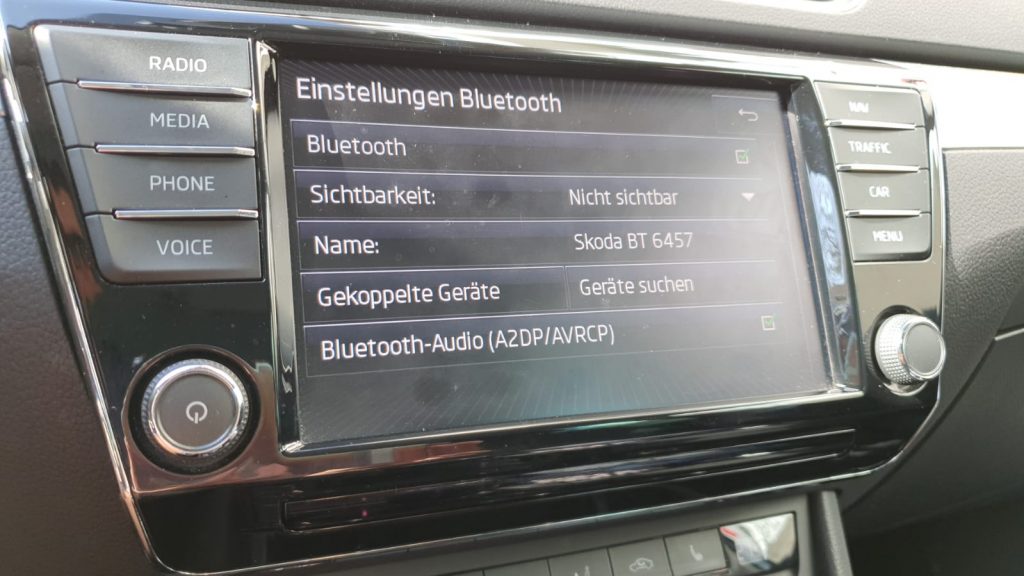 RADIO
MEDIA
PHONE
VOICE
Einstellungen Bluetooth
Bluetooth
Sichtbarkeit: Nicht sichtbar
Name: Skoda BT 6457
Gekoppelte Geräte Geräte suchen
Bluetooth-Audio (A2DP/AVRCP)
NAV
TRAFFIC
CAR
MENU